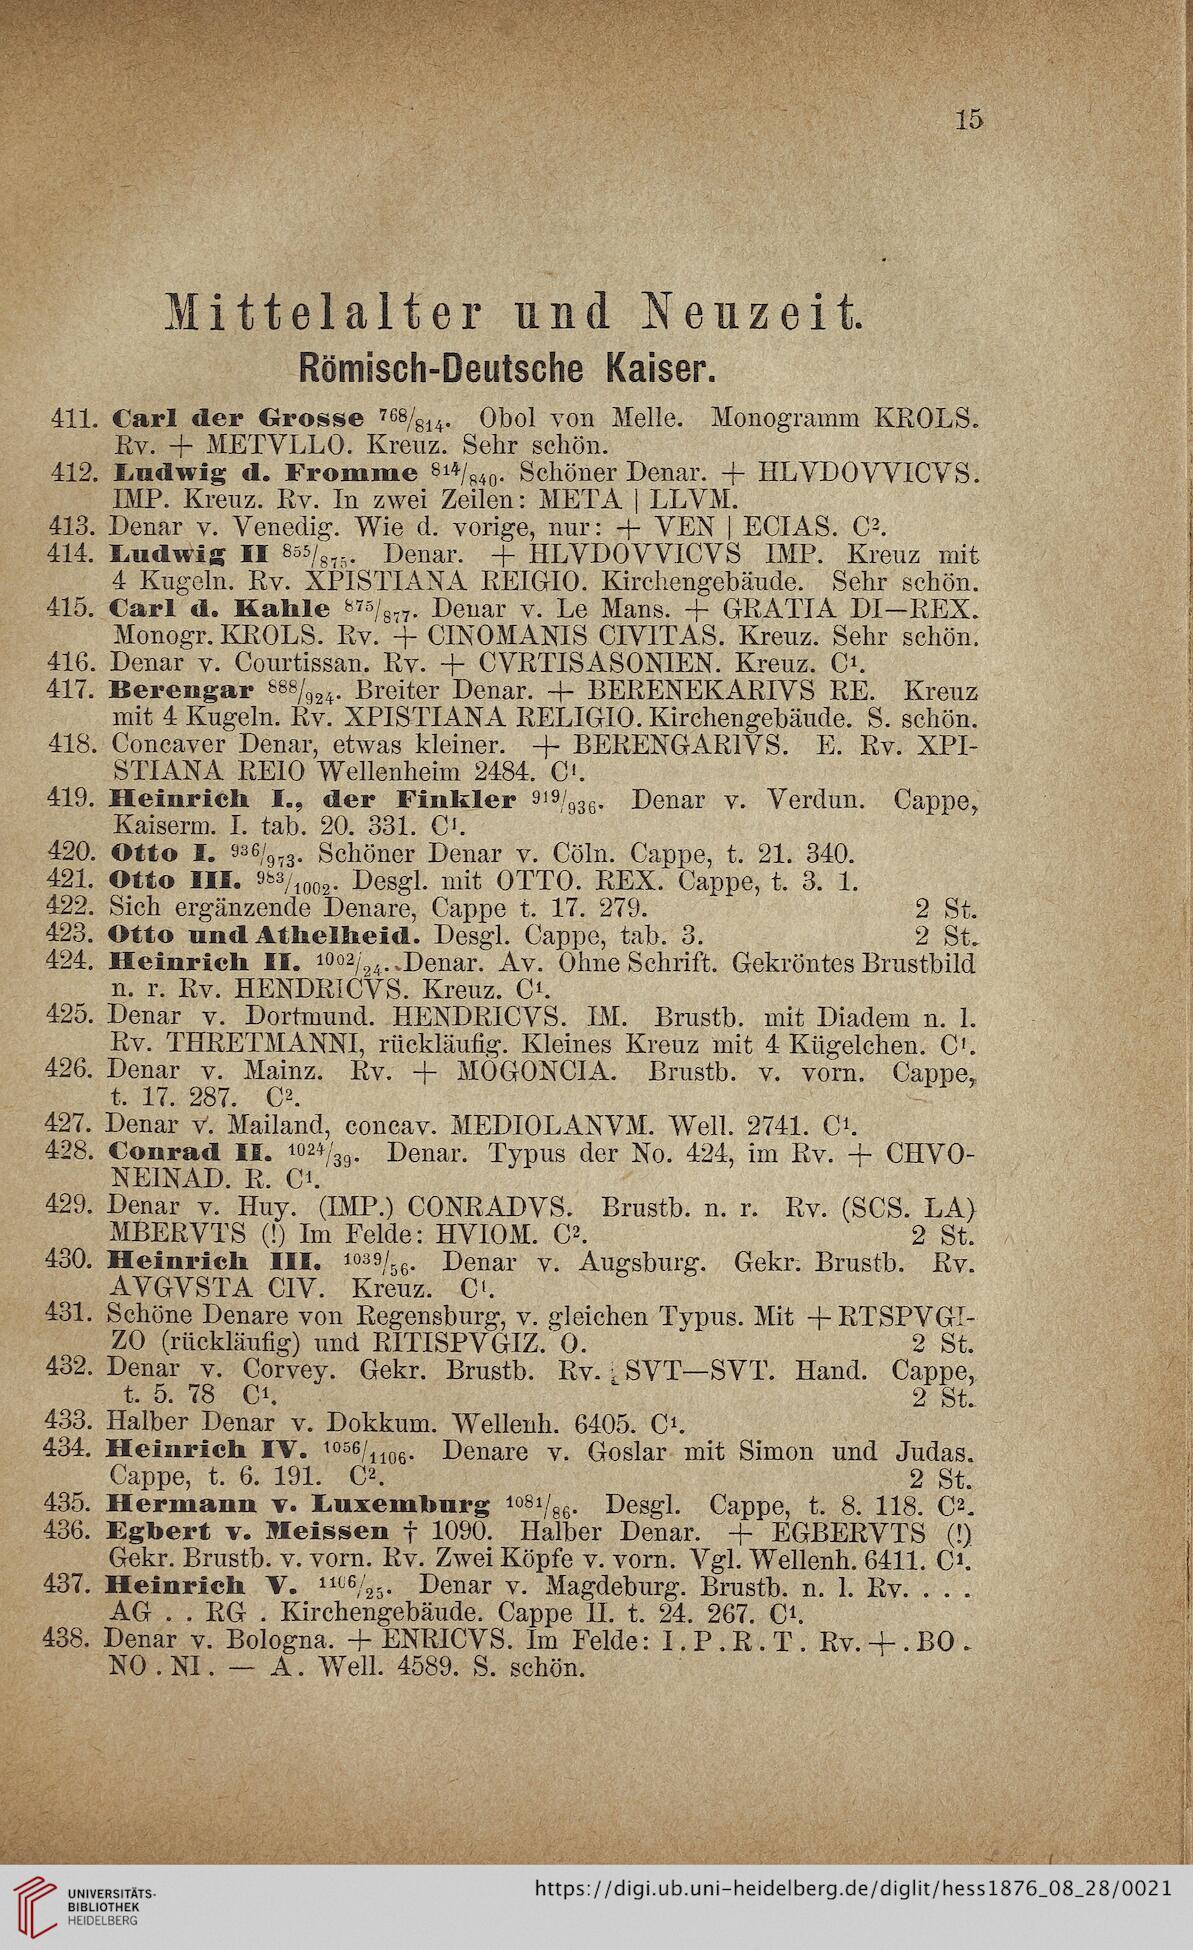 15
Mittelalter und Neuzeit.
Römisch-Deutsche Kaiser.
411. Carl der Grosse 768/814. Obol von Melle. Monogramm KROLS.
Rv. + METVLLO. Kreuz. Sehr schön.
412. Ludwig d. Fromme 814/840. Schöner Denar. + HLVDOVVICVS.
IMP. Kreuz. Rv. In zwei Zeilen: META | LLVM.
413. Denar v. Venedig. Wie d. vorige, nur: + VEN | ECIAS. C².
414. Ludwig II 855/875. Denar. + HLVDOVVICVS IMP. Kreuz mit
4 Kugeln. Rv. XPISTIANA REIGIO. Kirchengebäude. Sehr schön.
415. Carl d. Kahle 875/877. Denar v. Le Mans. + GRATIA DI—REX.
Monogr. KROLS. Rv. + CINOMANIS CIVITAS. Kreuz. Sehr schön.
416. Denar v. Courtissan. Rv. + CVRTISASONIEN. Kreuz. C¹.
417. Berengar 888/924. Breiter Denar. + BERENEKARIVS RE. Kreuz
mit 4 Kugeln. Rv. XPISTIANA RELIGIO. Kirchengebäude. S. schön.
418. Concaver Denar, etwas kleiner. + BERENGARIVS. E. Rv. XPI-
STIANA REIO Wellenheim 2484. C¹.
419. Heinrich I., der Finkler 919/936. Denar v. Verdun. Cappe,
Kaiserm. I. tab. 20. 331. C¹.
420. Otto I. 936/973. Schöner Denar v. Cöln. Cappe, t. 21. 340.
421. Otto III. 983/1002. Desgl. mit OTTO. REX. Cappe, t. 3. 1.
422. Sich ergänzende Denare, Cappe t. 17. 279. 2 St.
423. Otto und Athelheid. Desgl. Cappe, tab. 3. 2 St.
424. Heinrich II. 1002/24. Denar. Av. Ohne Schrift. Gekröntes Brustbild
n. r. Rv. HENDRICVS. Kreuz. C¹.
425. Denar v. Dortmund. HENDRICVS. IM. Brustb. mit Diadem n. l.
Rv. THRETMANNI, rückläufig. Kleines Kreuz mit 4 Kügelchen. C¹.
426. Denar v. Mainz. Rv. + MOGONCIA. Brustb. v. vorn. Cappe,
t. 17. 287. C².
427. Denar v. Mailand, concav. MEDIOLANVM. Well. 2741. C¹.
428. Conrad II. 1024/39. Denar. Typus der No. 424, im Rv. + CHVO-
NEINAD. R. C¹.
429. Denar v. Huy. (IMP.) CONRADVS. Brustb. n. r. Rv. (SCS. LA)
MBERVTS (!) Im Felde: HVIOM. C². 2 St.
430. Heinrich III. 1039/56. Denar v. Augsburg. Gekr. Brustb. Rv.
AVGVSTA CIV. Kreuz. C¹.
431. Schöne Denare von Regensburg, v. gleichen Typus. Mit + RTSPVGI-
ZO (rückläufig) und RITISPVGIZ. O. 2 St.
432. Denar v. Corvey. Gekr. Brustb. Rv. SVT—SVT. Hand. Cappe,
t. 5. 78 C¹. 2 St.
433. Halber Denar v. Dokkum. Wellenh. 6405. C¹.
434. Heinrich IV. 1056/1106. Denare v. Goslar mit Simon und Judas.
Cappe, t. 6. 191. C². 2 St.
435. Hermann v. Luxemburg 1081/86. Desgl. Cappe, t. 8. 118. C².
436. Egbert v. Meissen † 1090. Halber Denar. + EGBERVTS (!)
Gekr. Brustb. v. vorn. Rv. Zwei Köpfe v. vorn. Vgl. Wellenh. 6411. C¹.
437. Heinrich V. 1106/25. Denar v. Magdeburg. Brustb. n. l. Rv. . . .
AG . . RG . Kirchengebäude. Cappe II. t. 24. 267. C¹.
438. Denar v. Bologna. + ENRICVS. Im Felde: I.P.R.T. Rv. + . BO .
NO . NI . — A . Well. 4589. S. schön.
UNIVERSITÄTS-
BIBLIOTHEK
HEIDELBERG
https://digi.ub.uni-heidelberg.de/diglit/hess1876_08_28/0021